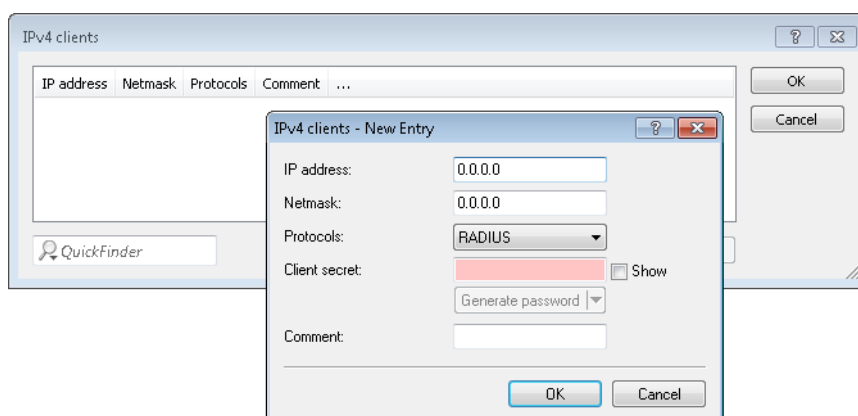 IPv4 clients
IP address Netmask Protocols Comment ...
OK
Cancel
QuickFinder
IPv4 clients - New Entry
IP address: 0.0.0.0
Netmask: 0.0.0.0
Protocols: RADIUS
Client secret: Show
Generate password
Comment:
OK Cancel